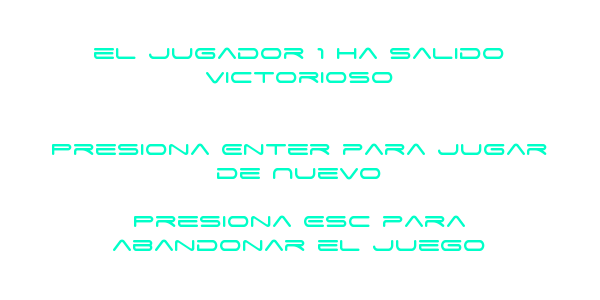 EL JUGADOR 1 HA SALIDO
VICTORIOSO
PRESIONA ENTER PARA JUGAR
DE NUEVO
PRESIONA ESC PARA
ABANDONAR EL JUEGO